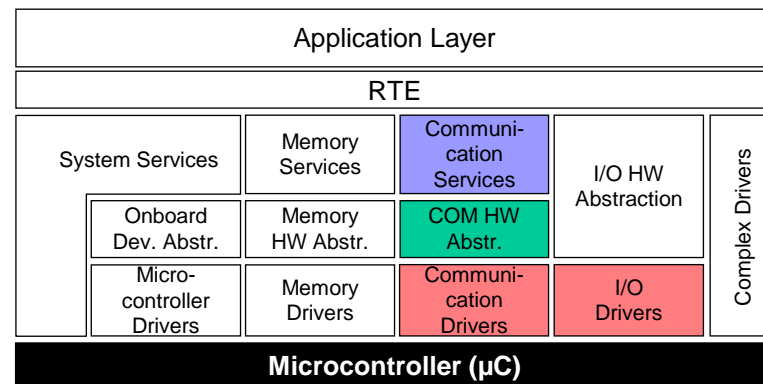 Application Layer
RTE
System Services
Memory
Services
Communi-
cation
Services
I/O HW
Abstraction
Complex Drivers
Onboard
Dev. Abstr.
Memory
HW Abstr.
COM HW
Abstr.
Micro-
controller
Drivers
Memory
Drivers
Communi-
cation
Drivers
I/O
Drivers
Microcontroller (µC)